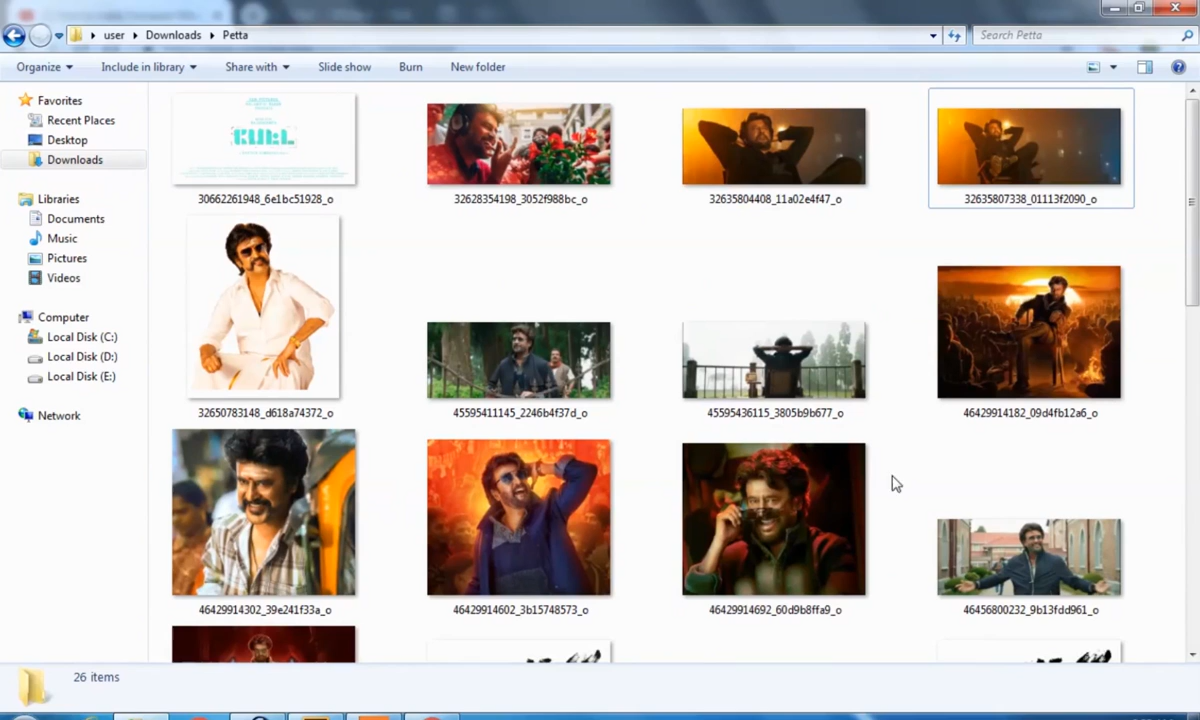 user ▸ Downloads ▸ Petta
Search Petta
Organize Include in library Share with Slide show Burn New folder
Favorites
Recent Places
Desktop
Downloads
Libraries
Documents
Music
Pictures
Videos
Computer
Local Disk (C:)
Local Disk (D:)
Local Disk (E:)
Network
30662261948_6e1bc51928_o
32628354198_3052f988bc_o
32635804408_11a02e4f47_o
32635807338_01113f2090_o
32650783148_d618a74372_o
45595411145_2246b4f37d_o
45595436115_3805b9b677_o
46429914182_09d4fb12a6_o
46429914302_39e241f33a_o
46429914602_3b15748573_o
46429914692_60d9b8ffa9_o
46456800232_9b13fdd961_o
26 items